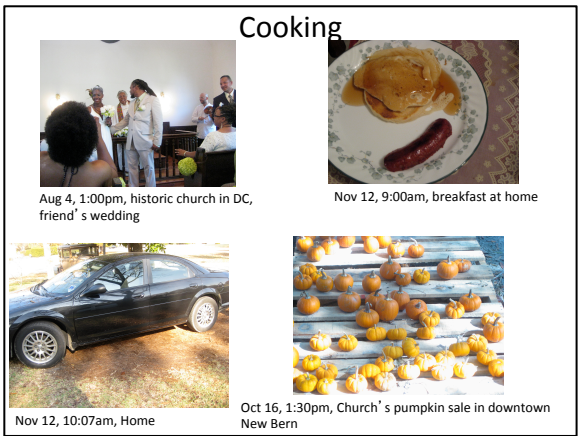 Cooking
Aug 4, 1:00pm, historic church in DC,
friend's wedding
Nov 12, 9:00am, breakfast at home
Nov 12, 10:07am, Home
Oct 16, 1:30pm, Church's pumpkin sale in downtown
New Bern